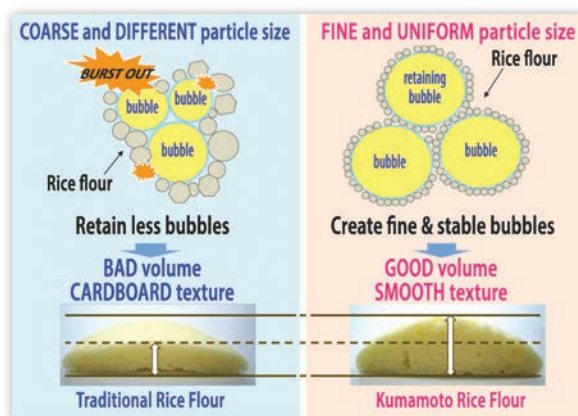 COARSE and DIFFERENT particle size
BURST OUT
bubble
bubble
bubble
Rice flour
Retain less bubbles
BAD volume
CARDBOARD texture
Traditional Rice Flour
FINE and UNIFORM particle size
retaining
bubble
Rice flour
bubble
bubble
Create fine & stable bubbles
GOOD volume
SMOOTH texture
Kumamoto Rice Flour